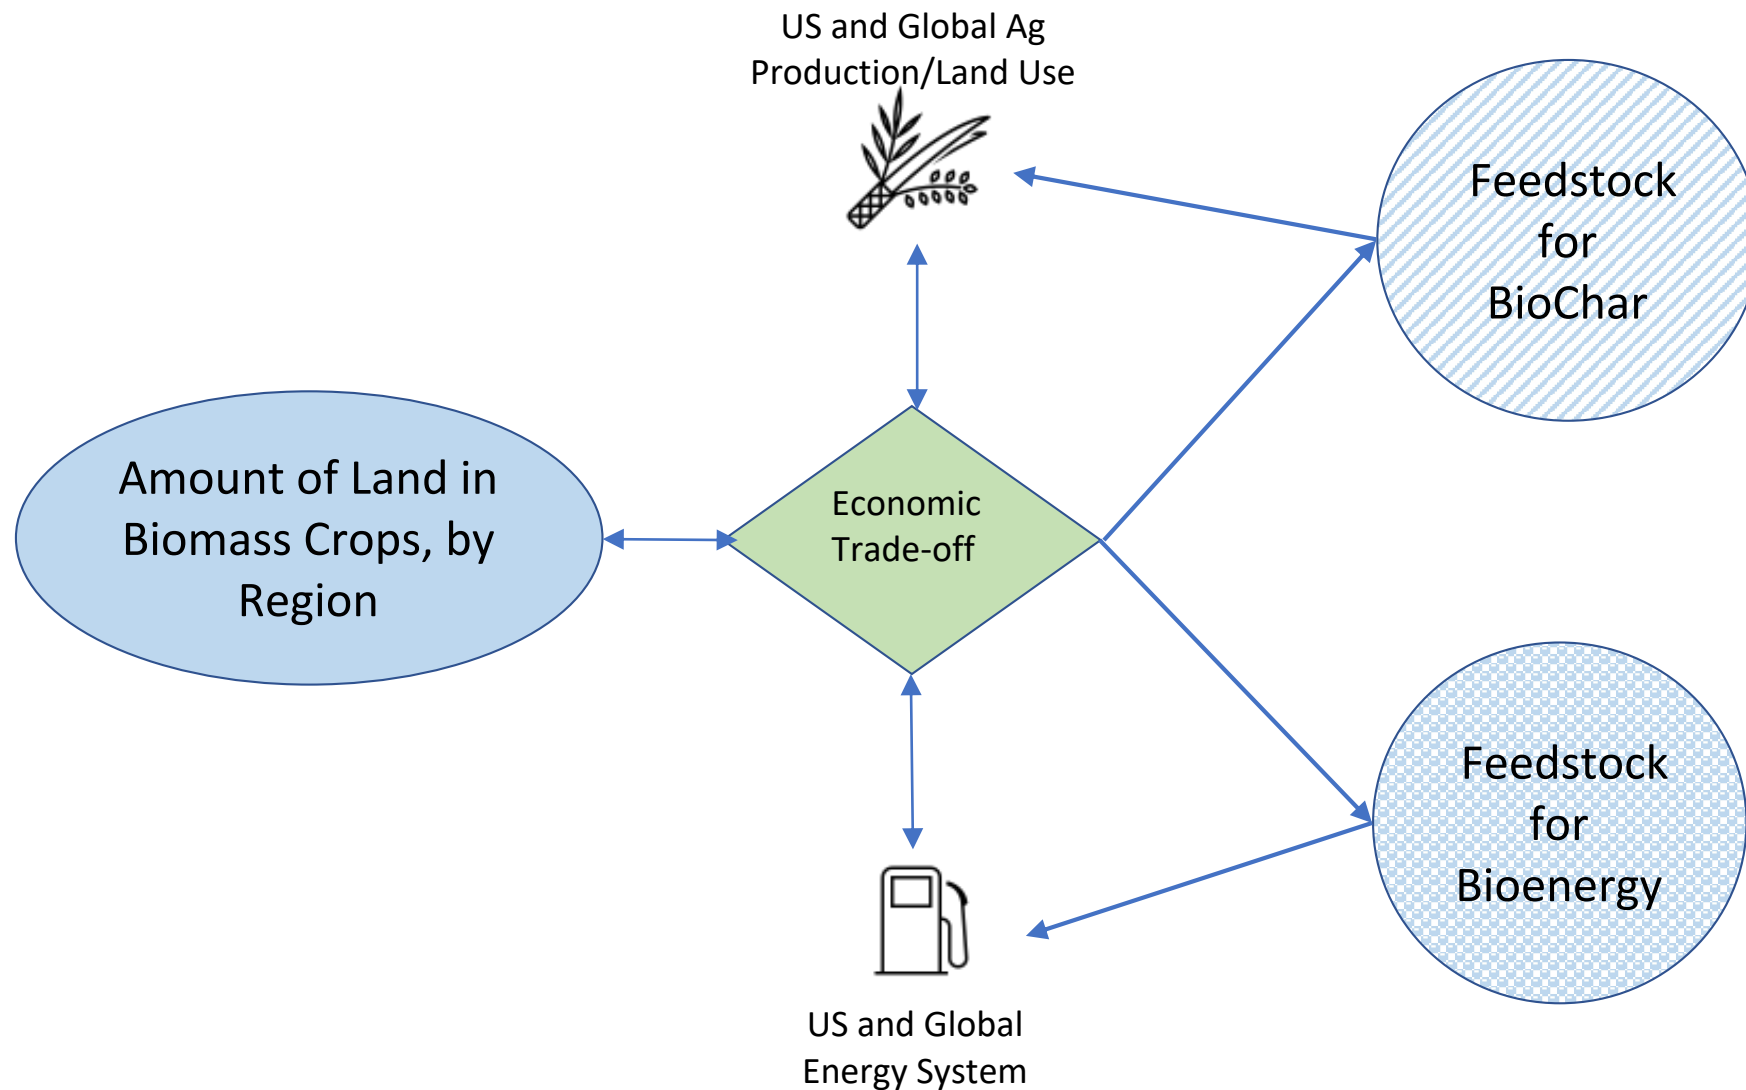 US and Global Ag
Production/Land Use
Feedstock
for
BioChar
Amount of Land in
Biomass Crops, by
Region
Economic
Trade-off
Feedstock
for
Bioenergy
US and Global
Energy System